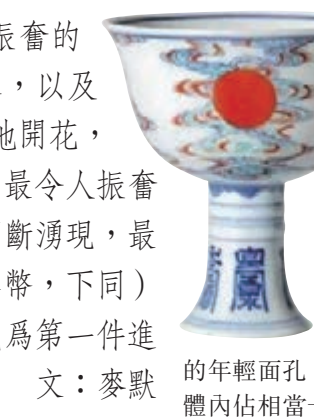 振奮的
，以及
地開花，
最令人振奮
斷湧現，最
幣，下同）
爲第一件進
文：麥默
的年輕面孔
體內佔相當